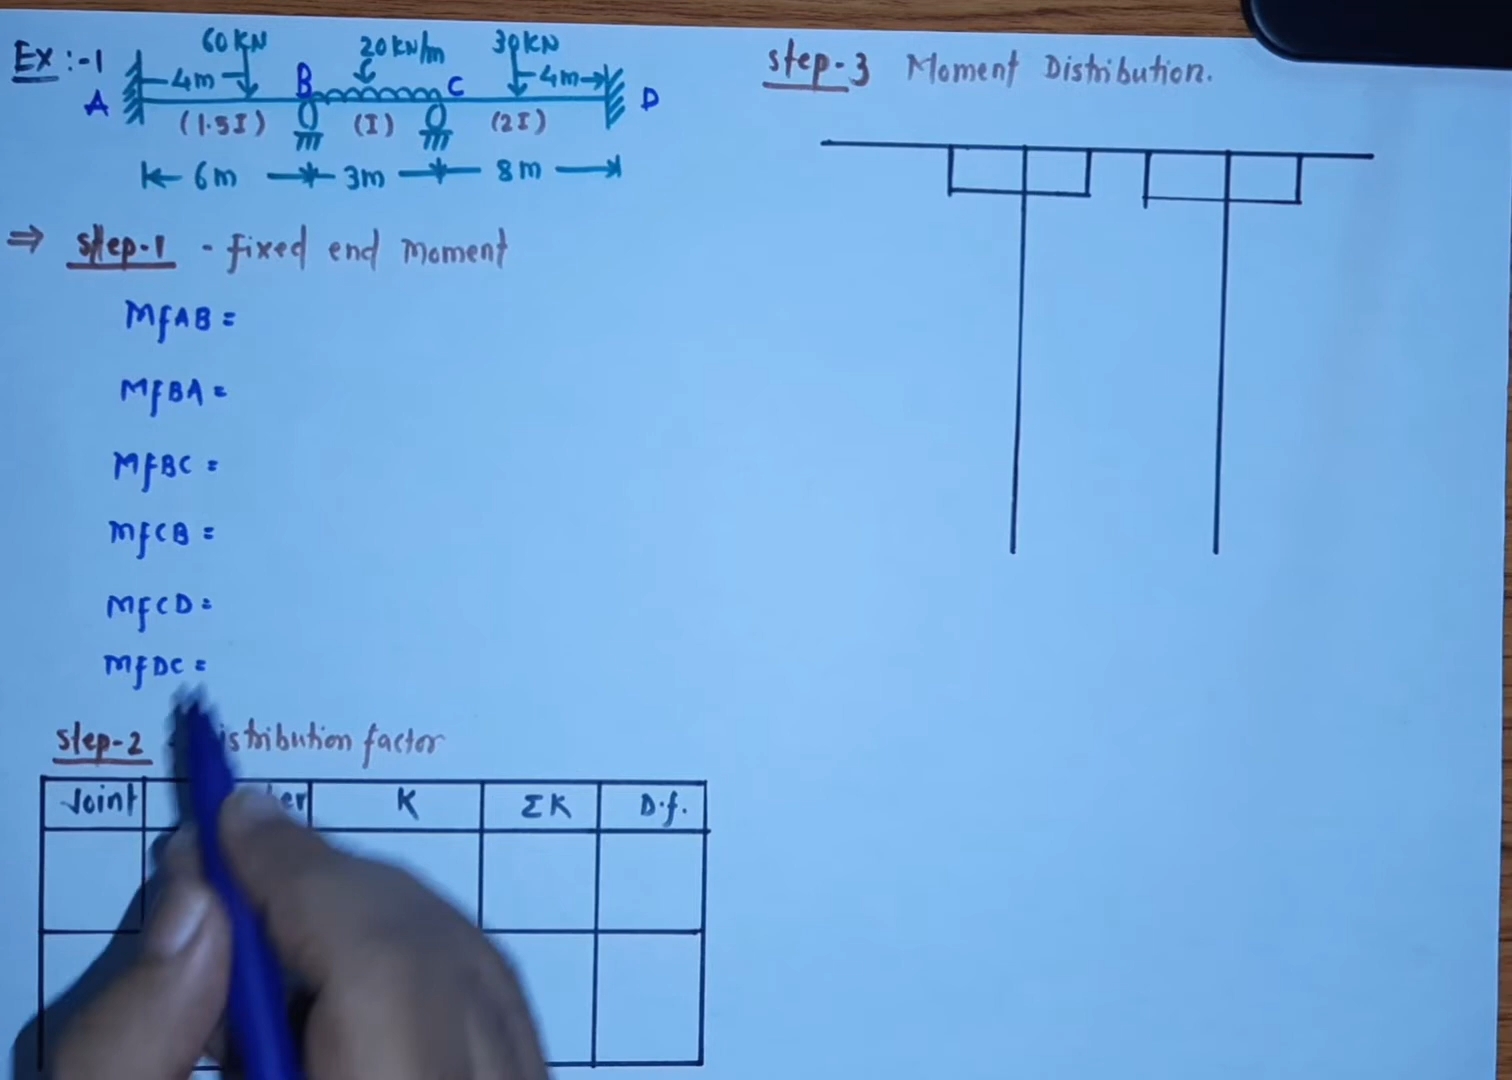 Ex :- 1
60 KN 20 KN/m 30 KN
4m 4m
A B C D
(1.5I) (I) (2I)
6m 3m 8m
⇒ step-1 - fixed end Moment
MfAB =
MfBA =
MfBC =
MfCB =
MfCD =
MfDC =
step-2
factor
Joint K ΣK D.f.
step-3 Moment Distribution.